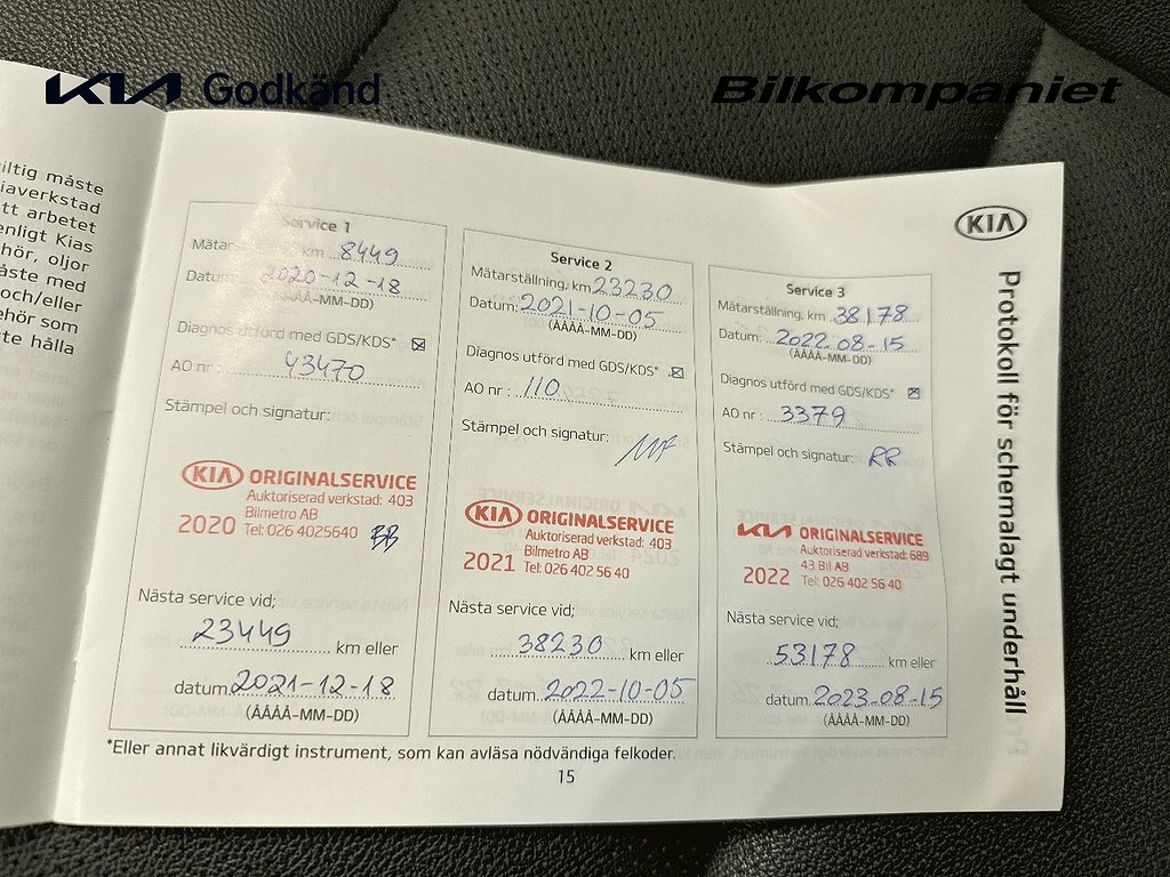 KIA Godkänd
Bilkompaniet
iltig måste
iaverkstad
tt arbetet
enligt Kias
hör, oljor
åste med
och/eller
ehör som
te hålla
KIA
Protokoll för schemalagt underhåll
Service 1
km 8449
Datum 2020-12-18
(ÅÅÅÅ-MM-DD)
Diagnos utförd med GDS/KDS*
AO nr : 43470
Stämpel och signatur:
KIA ORIGINALSERVICE
Auktoriserad verkstad: 403
Bilmetro AB
2020 Tel: 026 4025640 BB
Nästa service vid;
23449 km eller
datum 2021-12-18
(ÅÅÅÅ-MM-DD)
Service 2
Mätarställning, km 23230
Datum: 2021-10-05
(ÅÅÅÅ-MM-DD)
Diagnos utförd med GDS/KDS*
AO nr : 110
Stämpel och signatur:
KIA ORIGINALSERVICE
Auktoriserad verkstad: 403
Bilmetro AB
2021 Tel: 026 402 56 40
Nästa service vid;
38230 km eller
datum 2022-10-05
(ÅÅÅÅ-MM-DD)
Service 3
Mätarställning, km 38178
Datum: 2022-08-15
(ÅÅÅÅ-MM-DD)
Diagnos utförd med GDS/KDS*
AO nr : 3379
Stämpel och signatur: RR
KIA ORIGINALSERVICE
Auktoriserad verkstad: 689
43 Bil AB
2022 Tel: 026 402 56 40
Nästa service vid;
53178 km eller
datum 2023-08-15
(ÅÅÅÅ-MM-DD)
*Eller annat likvärdigt instrument, som kan avläsa nödvändiga felkoder.
15